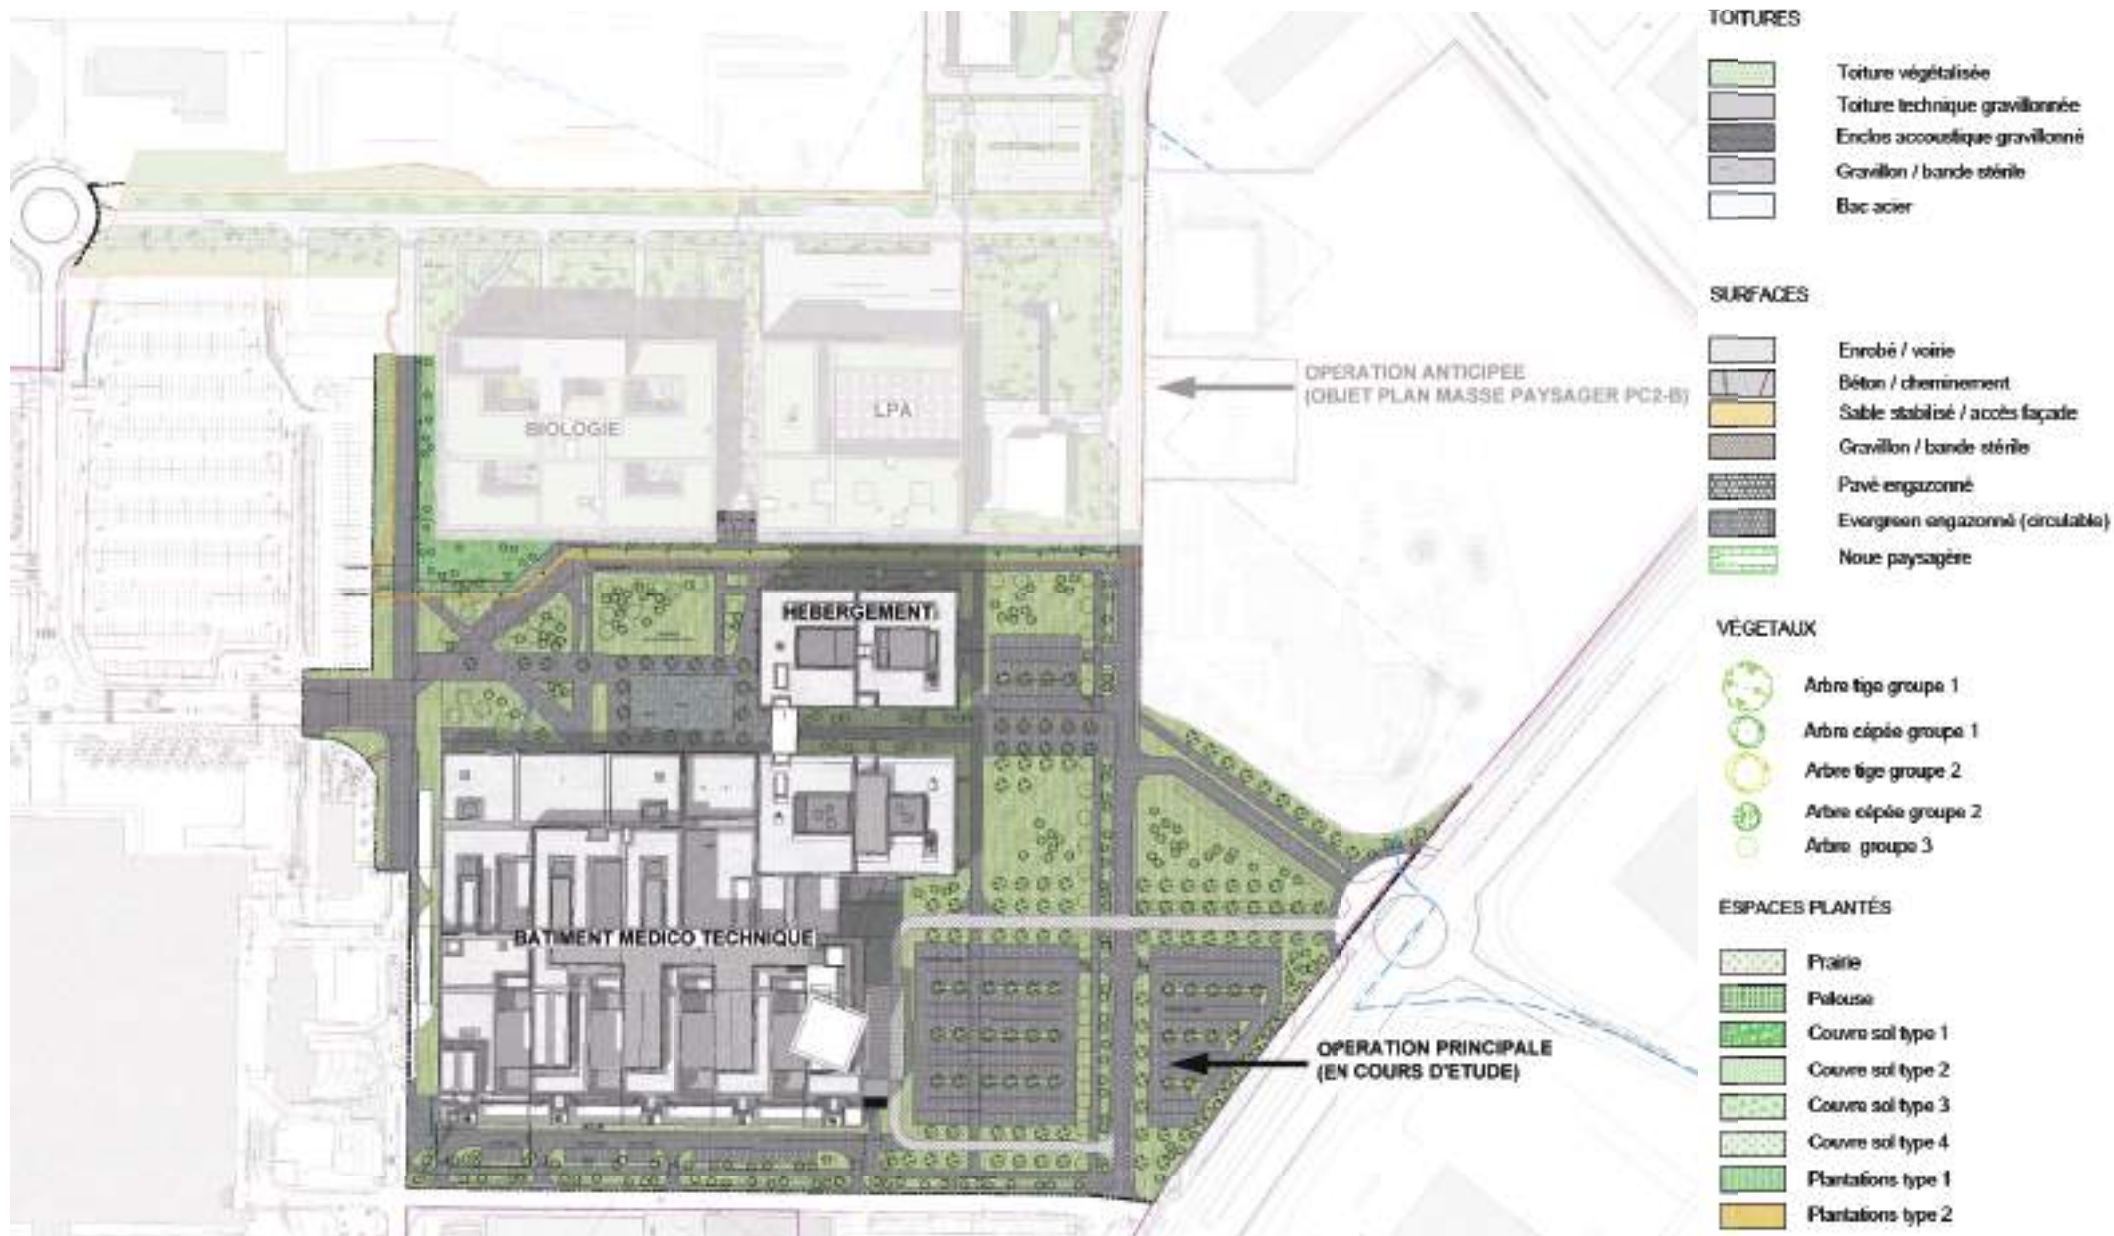 BIOLOGIE
LPA
OPERATION ANTICIPEE
(OBJET PLAN MASSE PAYSAGER PC2-B)
HEBERGEMENT
BATIMENT MEDICO TECHNIQUE
OPERATION PRINCIPALE
(EN COURS D'ETUDE)
TOITURES
Toiture végétalisée
Toiture technique gravillonnée
Enclos accoustique gravillonné
Gravillon / bande stérile
Bac acier
SURFACES
Enrobé / voirie
Béton / cheminement
Sable stabilisé / accès façade
Gravillon / bande stérile
Pavé engazonné
Evergreen engazonné (circulable)
Noue paysagère
VÉGETAUX
Arbre tige groupe 1
Arbre cépée groupe 1
Arbre tige groupe 2
Arbre cépée groupe 2
Arbre groupe 3
ESPACES PLANTÉS
Prairie
Pelouse
Couvre sol type 1
Couvre sol type 2
Couvre sol type 3
Couvre sol type 4
Plantations type 1
Plantations type 2